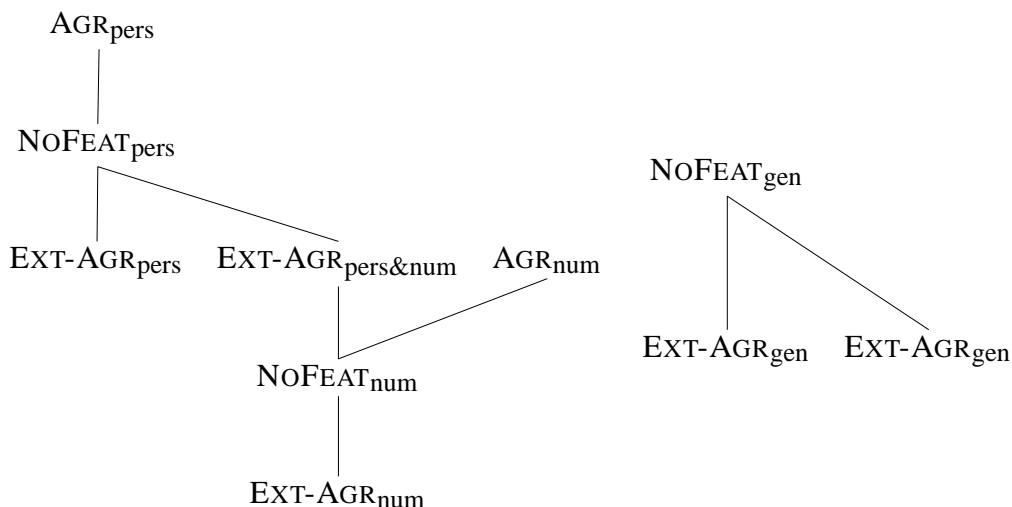 AGRpers
NOFEATpers
NOFEATgen
EXT-AGRpers EXT-AGRpers&num AGRnum
EXT-AGRgen EXT-AGRgen
NOFEATnum
EXT-AGRnum